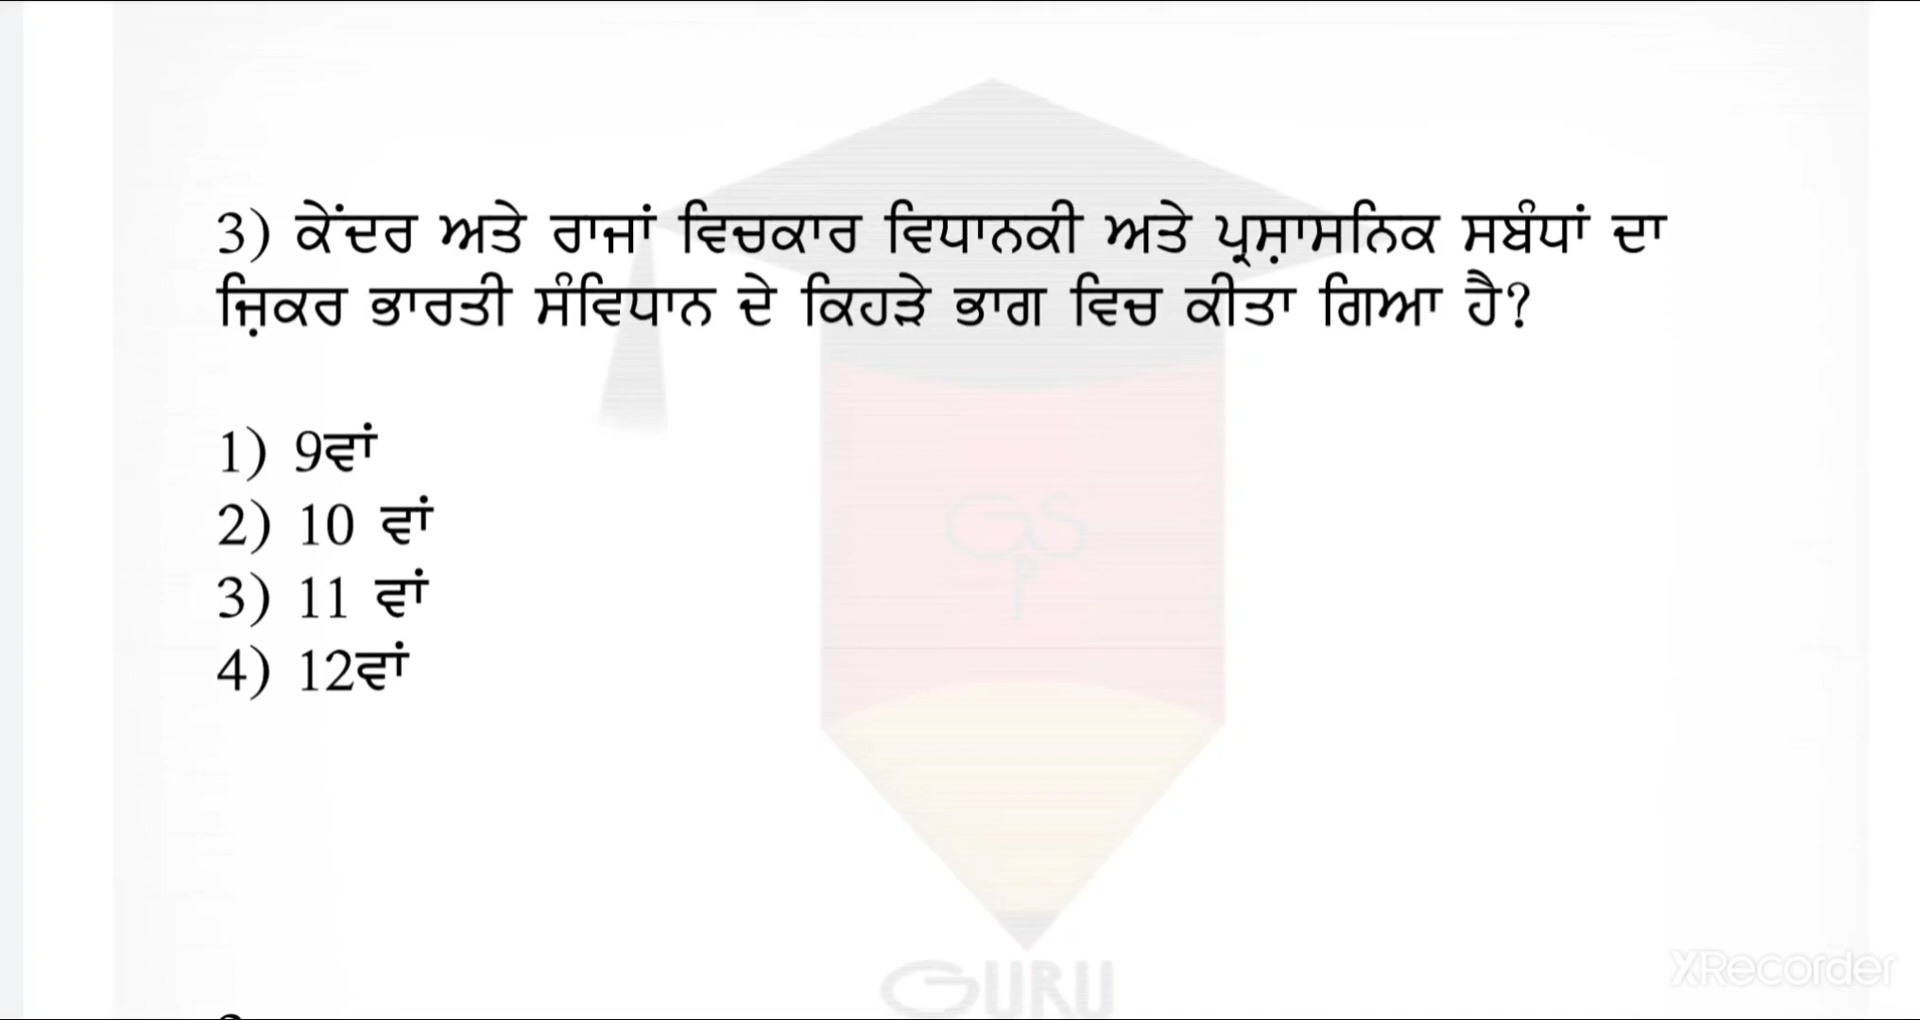 3) ਕੇਂਦਰ ਅਤੇ ਰਾਜਾਂ ਵਿਚਕਾਰ ਵਿਧਾਨਕੀ ਅਤੇ ਪ੍ਰਸ਼ਾਸਨਿਕ ਸਬੰਧਾਂ ਦਾ
ਜ਼ਿਕਰ ਭਾਰਤੀ ਸੰਵਿਧਾਨ ਦੇ ਕਿਹੜੇ ਭਾਗ ਵਿਚ ਕੀਤਾ ਗਿਆ ਹੈ?
1) 9ਵਾਂ
2) 10 ਵਾਂ
3) 11 ਵਾਂ
4) 12ਵਾਂ
GURU
XRecorder